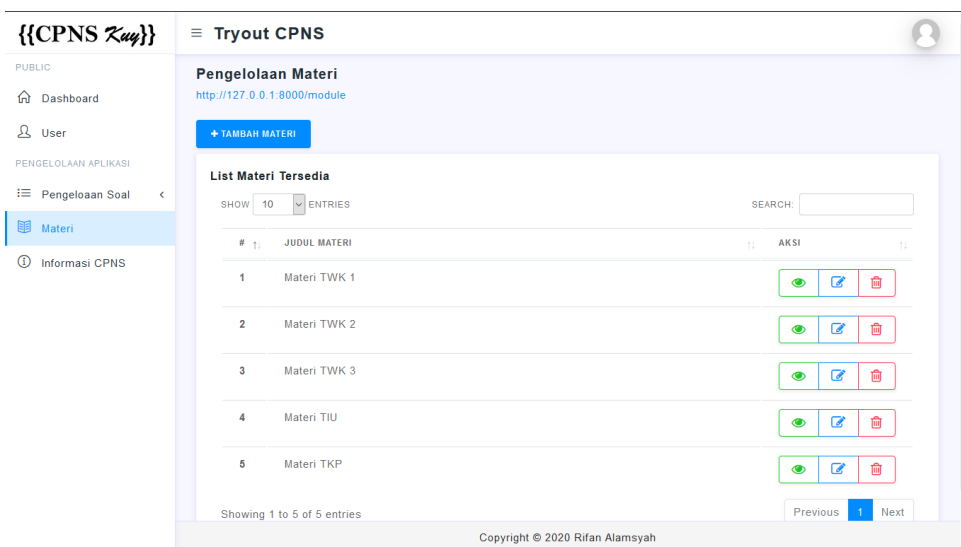 {{CPNS Kuy}}
Tryout CPNS
PUBLIC
Dashboard
User
PENGELOLAAN APLIKASI
Pengeloaan Soal
Materi
Informasi CPNS
Pengelolaan Materi
http://127.0.0.1:8000/module
+ TAMBAH MATERI
List Materi Tersedia
SHOW 10 ENTRIES
SEARCH:
# JUDUL MATERI AKSI
1 Materi TWK 1
2 Materi TWK 2
3 Materi TWK 3
4 Materi TIU
5 Materi TKP
Showing 1 to 5 of 5 entries
Previous 1 Next
Copyright © 2020 Rifan Alamsyah